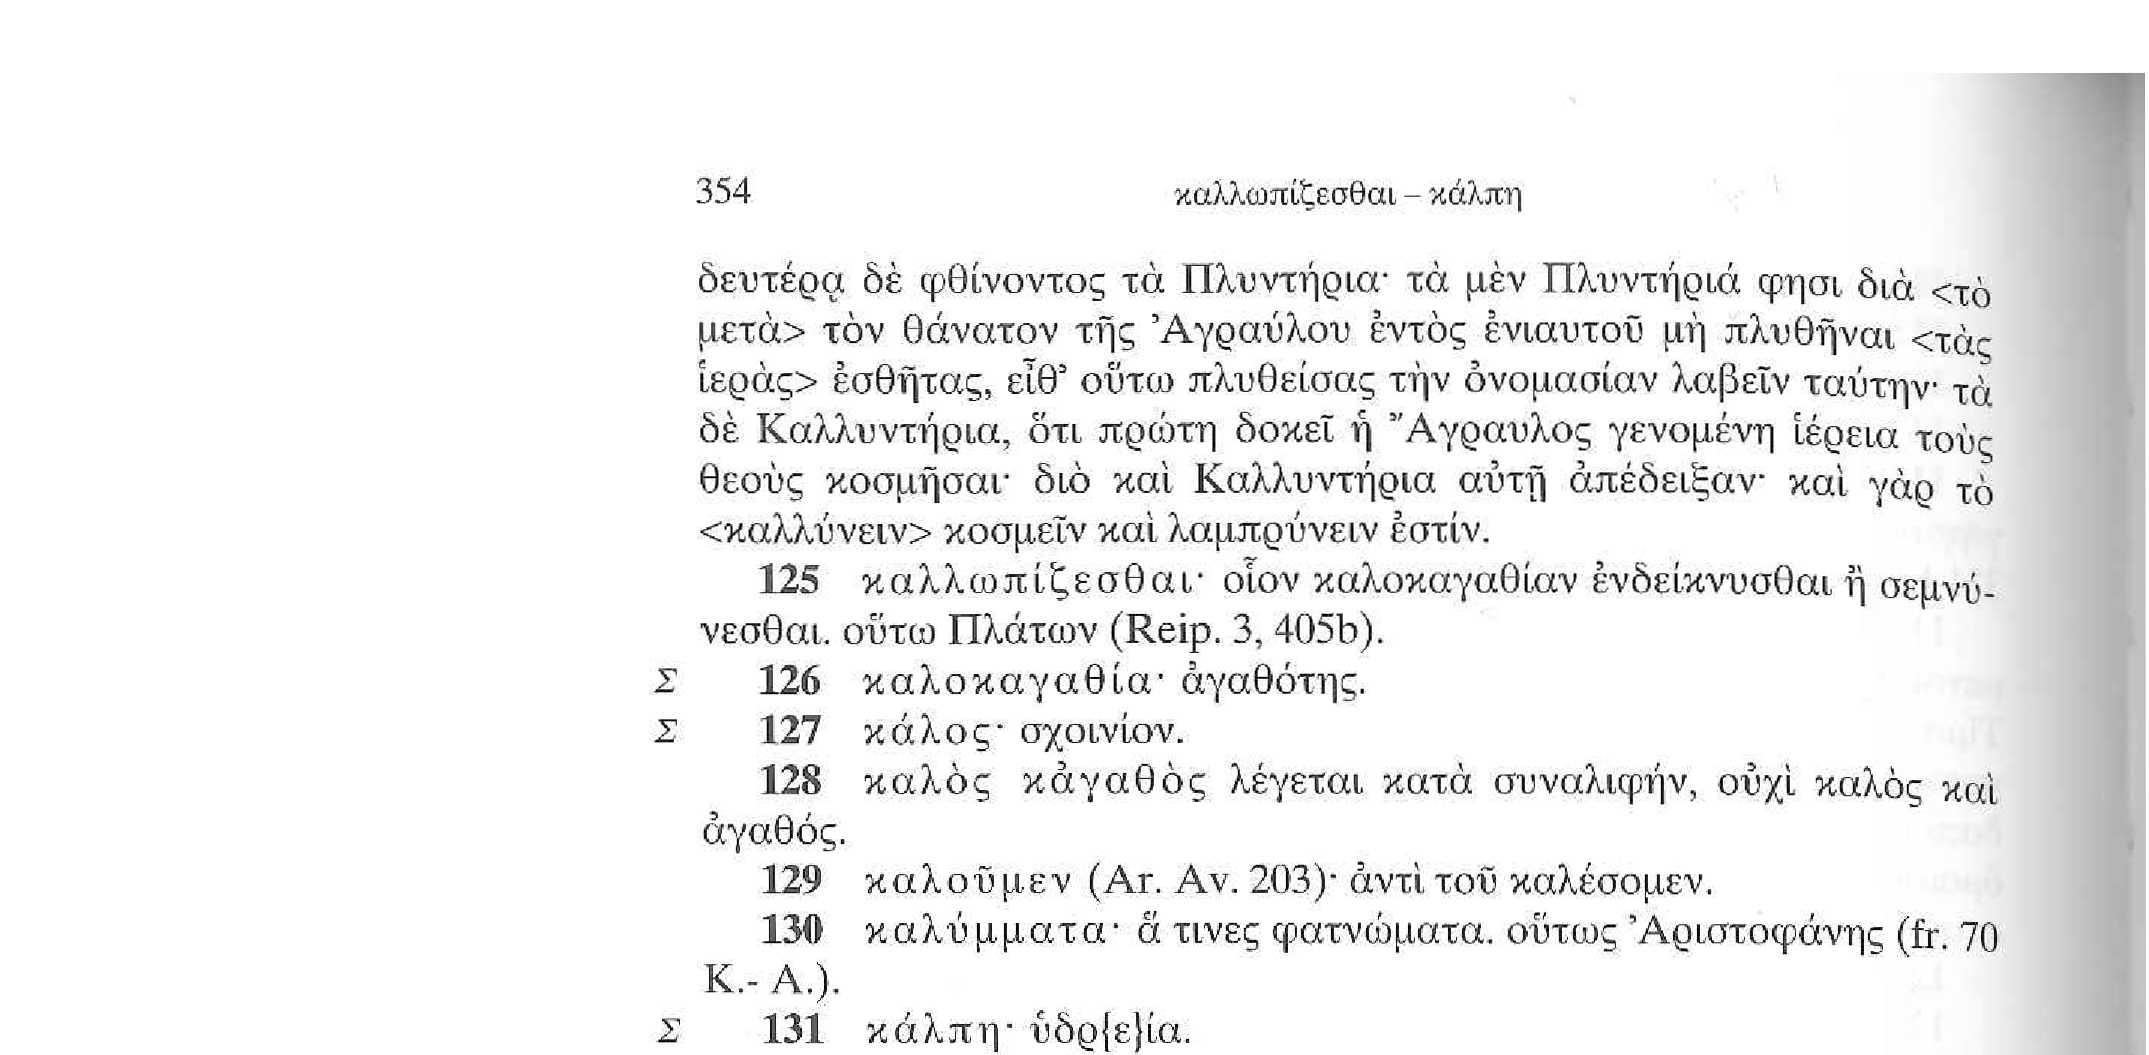 354 καλλωπίζεσθαι – κάλπη
δευτέρᾳ δὲ φθίνοντος τὰ Πλυντήρια· τὰ μὲν Πλυντήριά φησι διὰ <τὸ
μετὰ> τὸν θάνατον τῆς Ἀγραύλου ἐντὸς ἐνιαυτοῦ μὴ πλυθῆναι <τὰς
ἱερὰς> ἐσθῆτας, εἶθ’ οὕτω πλυθείσας τὴν ὀνομασίαν λαβεῖν ταύτην· τὰ
δὲ Καλλυντήρια, ὅτι πρώτη δοκεῖ ἡ Ἄγραυλος γενομένη ἱέρεια τοὺς
θεοὺς κοσμῆσαι· διὸ καὶ Καλλυντήρια αὐτῇ ἀπέδειξαν· καὶ γὰρ τὸ
<καλλύνειν> κοσμεῖν καὶ λαμπρύνειν ἐστίν.
125 καλλωπίζεσθαι· οἷον καλοκαγαθίαν ἐνδείκνυσθαι ἢ σεμνύ-
νεσθαι. οὕτω Πλάτων (Reip. 3, 405b).
Σ 126 καλοκαγαθία· ἀγαθότης.
Σ 127 κάλος· σχοινίον.
128 καλὸς κἀγαθὸς λέγεται κατὰ συναλιφήν, οὐχὶ καλὸς καὶ
ἀγαθός.
129 καλοῦμεν (Ar. Av. 203)· ἀντὶ τοῦ καλέσομεν.
130 καλύμματα· ἅ τινες φατνώματα. οὕτως Ἀριστοφάνης (fr. 70
K.- A.).
Σ 131 κάλπη· ὑδρ{ε}ία.